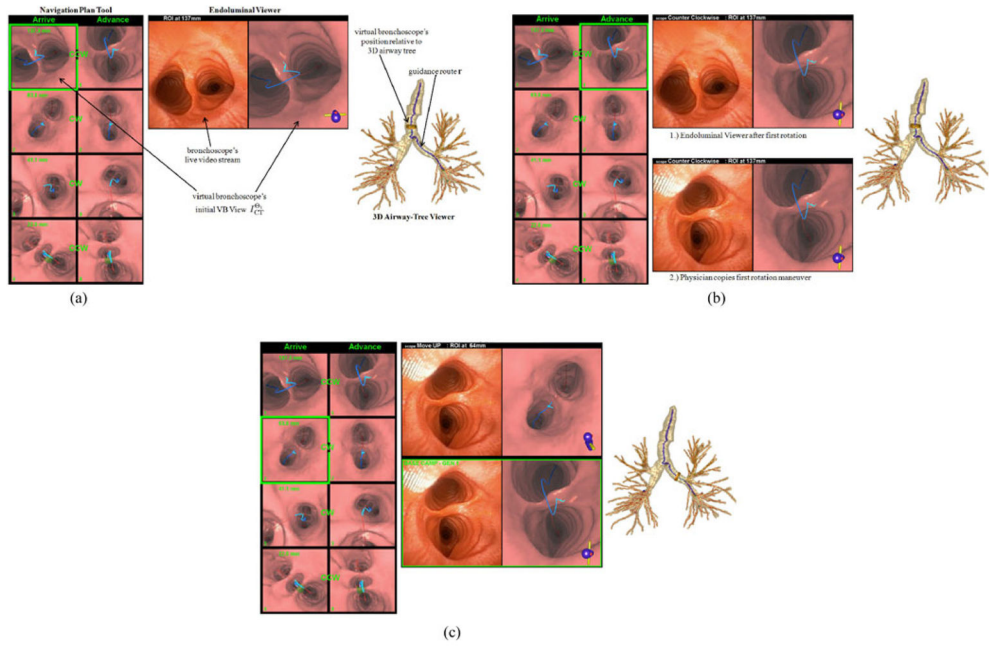 Navigation Plan Tool
Endoluminal Viewer
Arrive
Advance
ROI at 137mm
virtual bronchoscope's
position relative to
3D airway tree
guidance route r
bronchoscope's
live video stream
virtual bronchoscope's
initial VB View
3D Airway-Tree Viewer
(a)
Arrive
Advance
Counter Clockwise | ROI at 137mm
1.) Endoluminal Viewer after first rotation
Counter Clockwise | ROI at 137mm
2.) Physician copies first rotation maneuver
(b)
Arrive
Advance
Move UP | ROI at 64mm
(c)